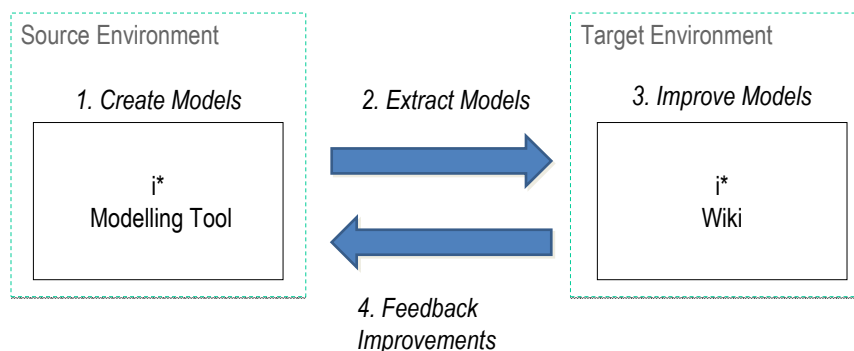 Source Environment
Target Environment
1. Create Models
2. Extract Models
3. Improve Models
i*
Modelling Tool
i*
Wiki
4. Feedback
Improvements